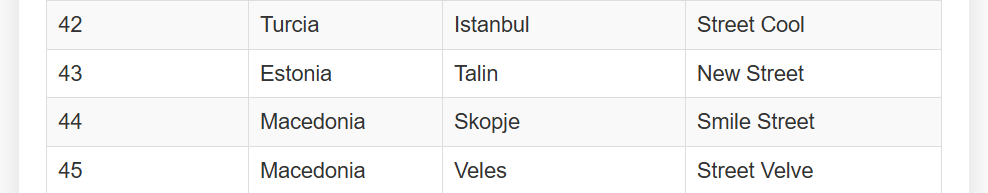 42 Turcia Istanbul Street Cool
43 Estonia Talin New Street
44 Macedonia Skopje Smile Street
45 Macedonia Veles Street Velve